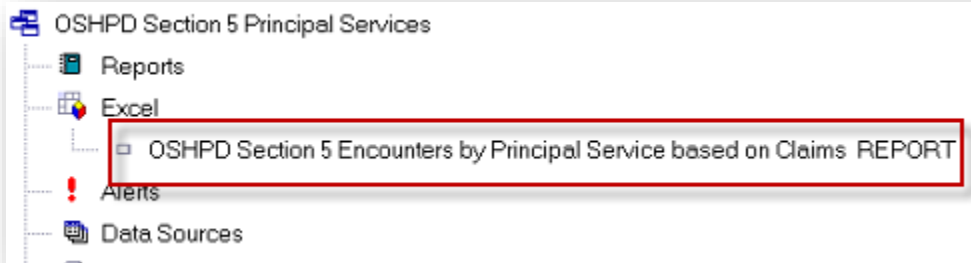 OSHPD Section 5 Principal Services
Reports
Excel
OSHPD Section 5 Encounters by Principal Service based on Claims REPORT
Alerts
Data Sources